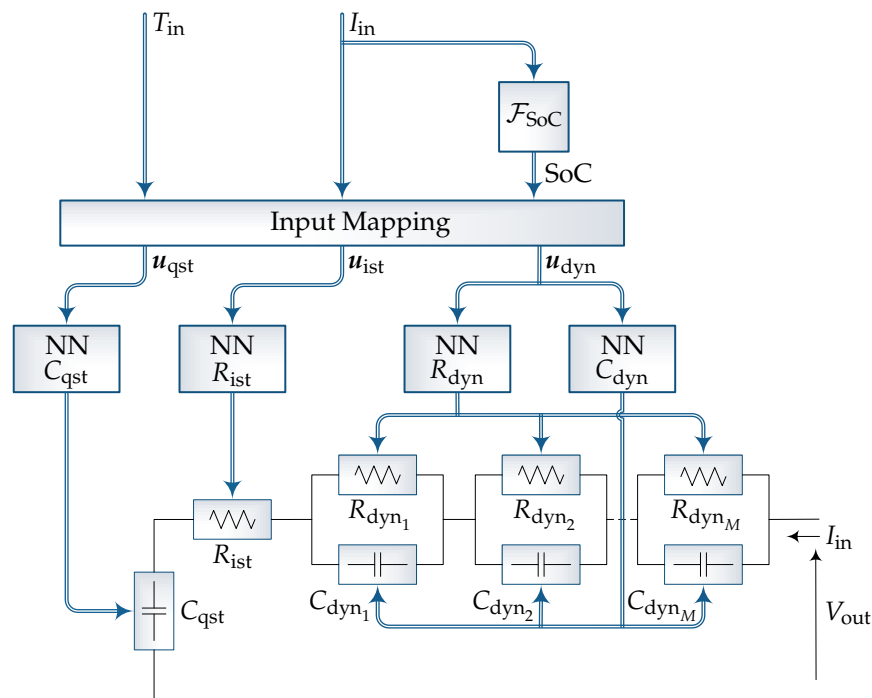 T_in
I_in
F_SoC
SoC
Input Mapping
u_qst
u_ist
u_dyn
NN
C_qst
NN
R_ist
NN
R_dyn
NN
C_dyn
R_dyn_1
R_dyn_2
R_dyn_M
R_ist
I_in
C_qst
C_dyn_1
C_dyn_2
C_dyn_M
V_out